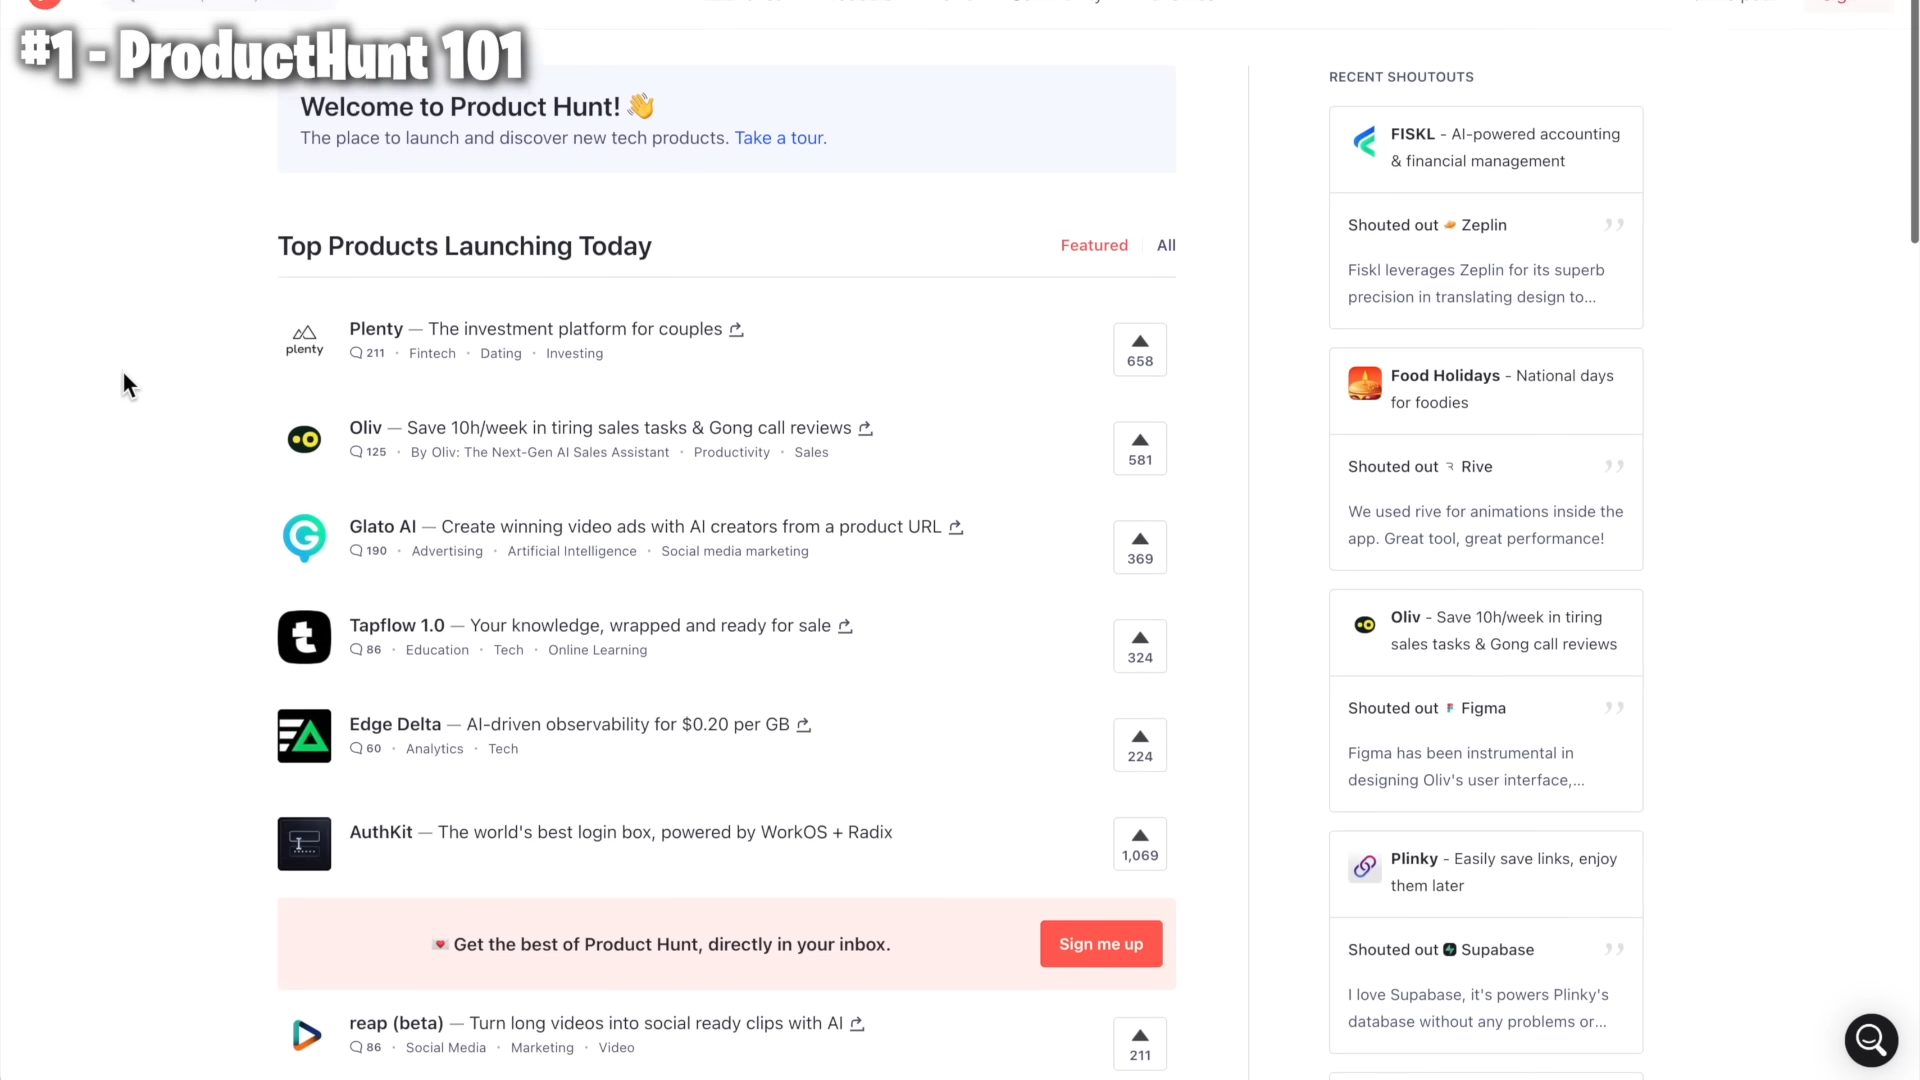 #1 - ProductHunt 101
Welcome to Product Hunt! 👋
The place to launch and discover new tech products. Take a tour.
Top Products Launching Today
Featured
All
plenty
Plenty — The investment platform for couples
211 · Fintech · Dating · Investing
658
Oliv — Save 10h/week in tiring sales tasks & Gong call reviews
125 · By Oliv: The Next-Gen AI Sales Assistant · Productivity · Sales
581
Glato AI — Create winning video ads with AI creators from a product URL
190 · Advertising · Artificial Intelligence · Social media marketing
369
Tapflow 1.0 — Your knowledge, wrapped and ready for sale
86 · Education · Tech · Online Learning
324
Edge Delta — AI-driven observability for $0.20 per GB
60 · Analytics · Tech
224
AuthKit — The world's best login box, powered by WorkOS + Radix
1,069
💌 Get the best of Product Hunt, directly in your inbox.
Sign me up
reap (beta) — Turn long videos into social ready clips with AI
86 · Social Media · Marketing · Video
211
RECENT SHOUTOUTS
FISKL - AI-powered accounting
& financial management
Shouted out Zeplin
Fiskl leverages Zeplin for its superb
precision in translating design to...
Food Holidays - National days
for foodies
Shouted out Rive
We used rive for animations inside the
app. Great tool, great performance!
Oliv - Save 10h/week in tiring
sales tasks & Gong call reviews
Shouted out Figma
Figma has been instrumental in
designing Oliv's user interface,...
Plinky - Easily save links, enjoy
them later
Shouted out Supabase
I love Supabase, it's powers Plinky's
database without any problems or...